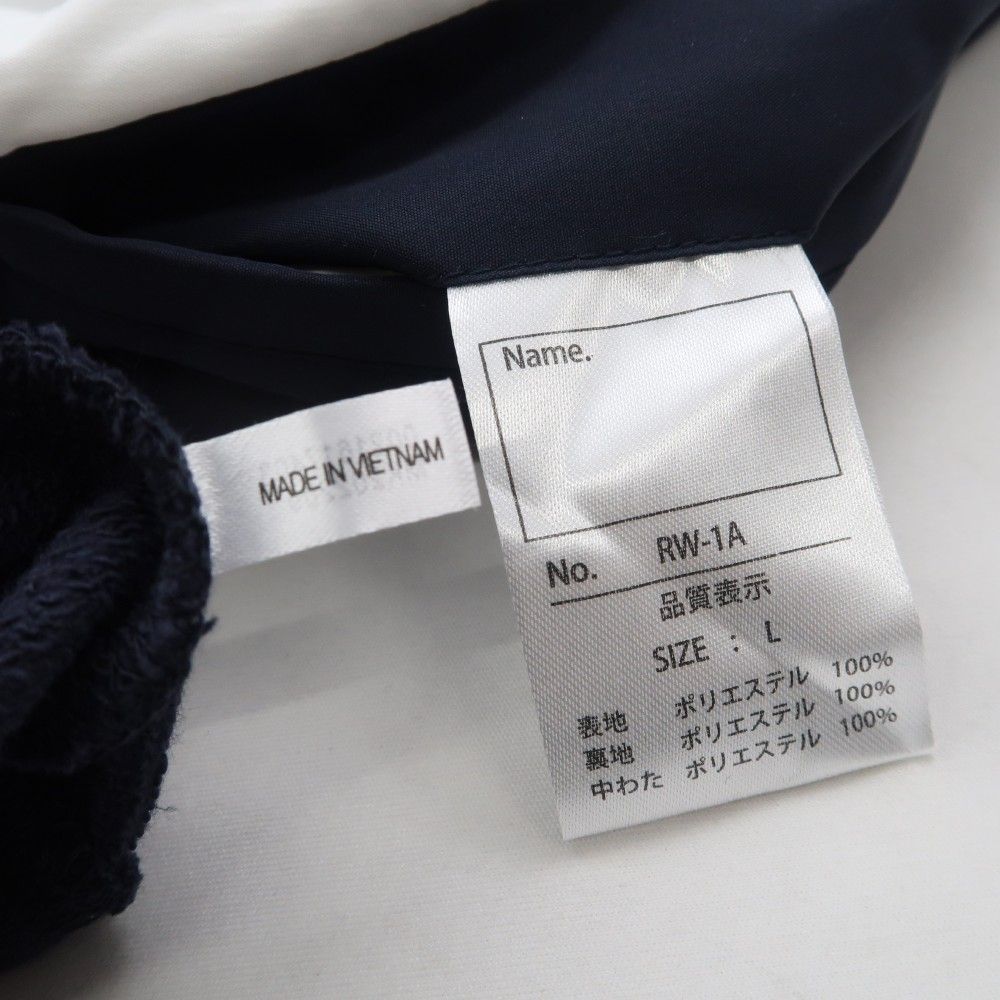 Name.
No. RW-1A
品質表示
SIZE : L
表地 ポリエステル 100%
裏地 ポリエステル 100%
中わた ポリエステル 100%
MADE IN VIETNAM